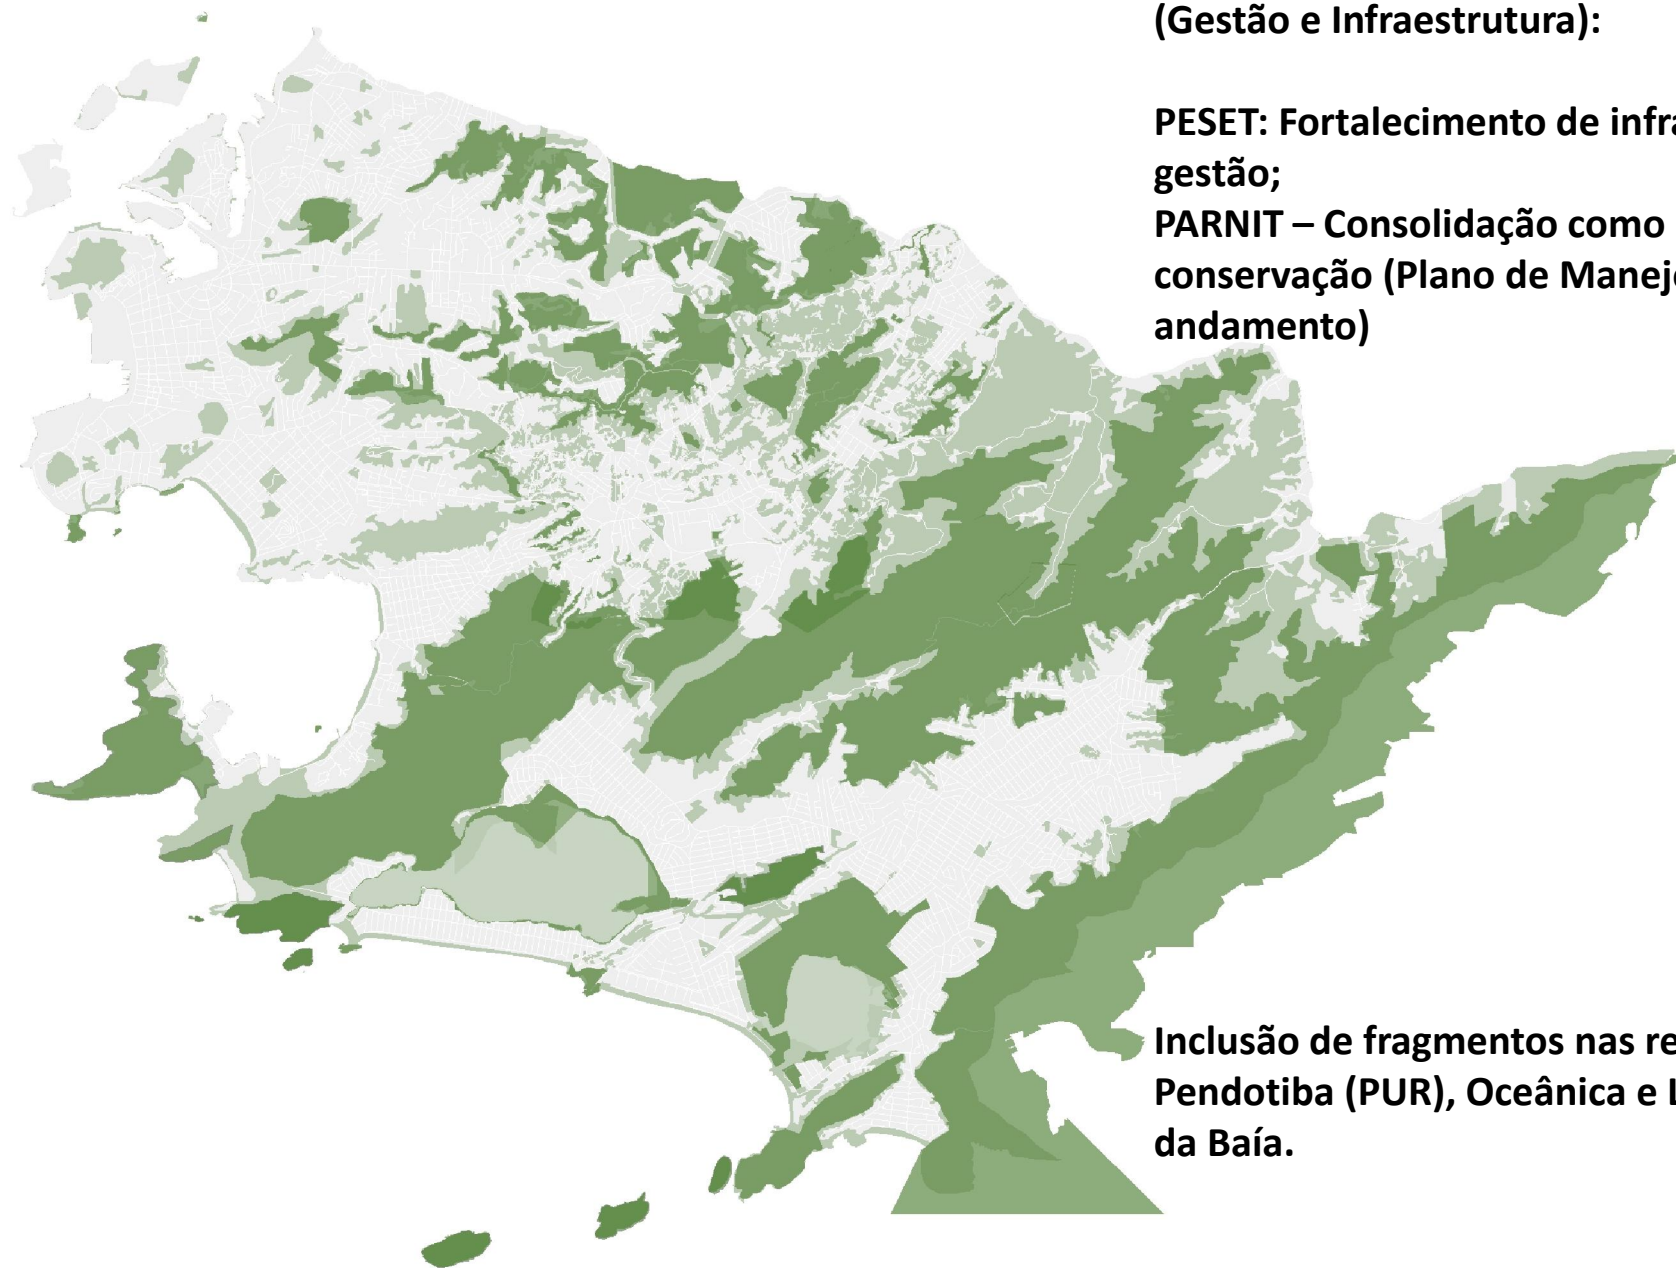 (Gestão e Infraestrutura):
PESET: Fortalecimento de infra
gestão;
PARNIT – Consolidação como
conservação (Plano de Manej
andamento)
Inclusão de fragmentos nas re
Pendotiba (PUR), Oceânica e L
da Baía.